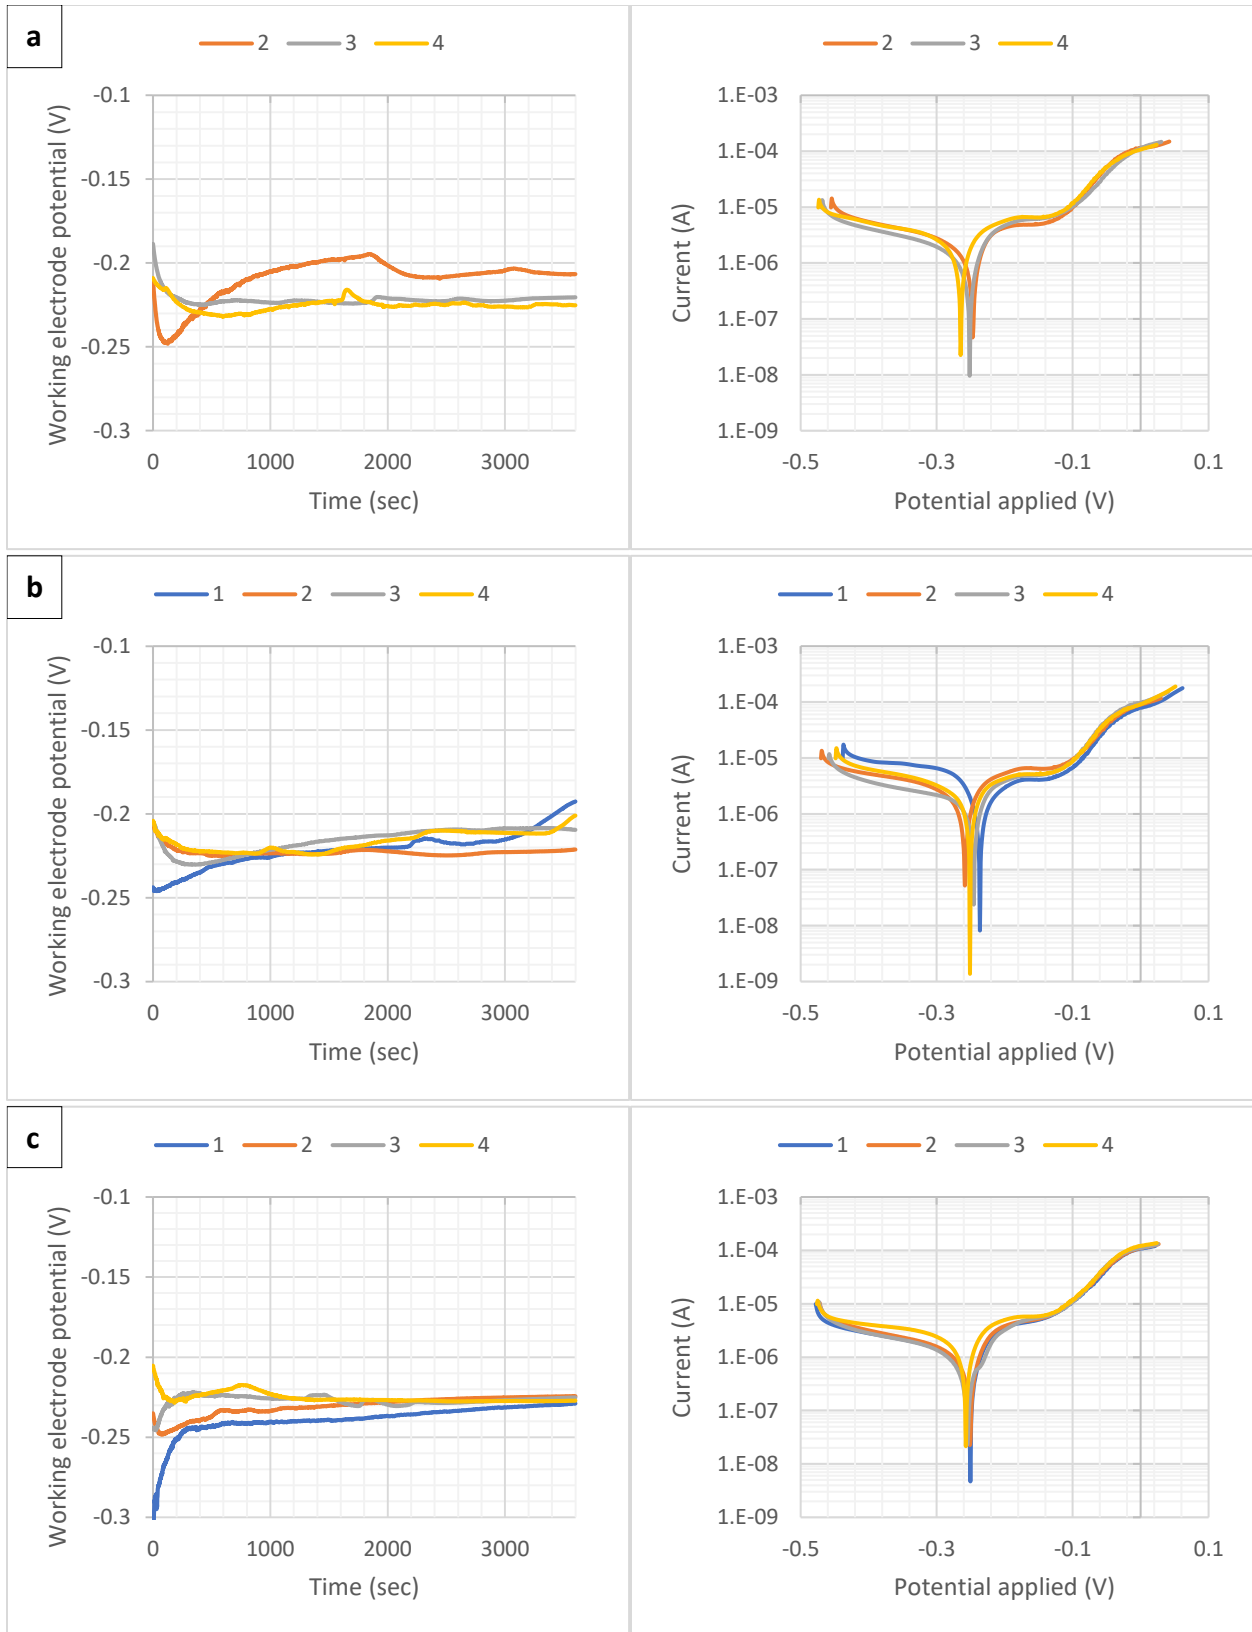 a
2 3 4
Working electrode potential (V)
-0.1
-0.15
-0.2
-0.25
-0.3
0 1000 2000 3000
Time (sec)
2 3 4
Current (A)
1.E-03
1.E-04
1.E-05
1.E-06
1.E-07
1.E-08
1.E-09
-0.5 -0.3 -0.1 0.1
Potential applied (V)
b
1 2 3 4
Working electrode potential (V)
-0.1
-0.15
-0.2
-0.25
-0.3
0 1000 2000 3000
Time (sec)
1 2 3 4
Current (A)
1.E-03
1.E-04
1.E-05
1.E-06
1.E-07
1.E-08
1.E-09
-0.5 -0.3 -0.1 0.1
Potential applied (V)
c
1 2 3 4
Working electrode potential (V)
-0.1
-0.15
-0.2
-0.25
-0.3
0 1000 2000 3000
Time (sec)
1 2 3 4
Current (A)
1.E-03
1.E-04
1.E-05
1.E-06
1.E-07
1.E-08
1.E-09
-0.5 -0.3 -0.1 0.1
Potential applied (V)